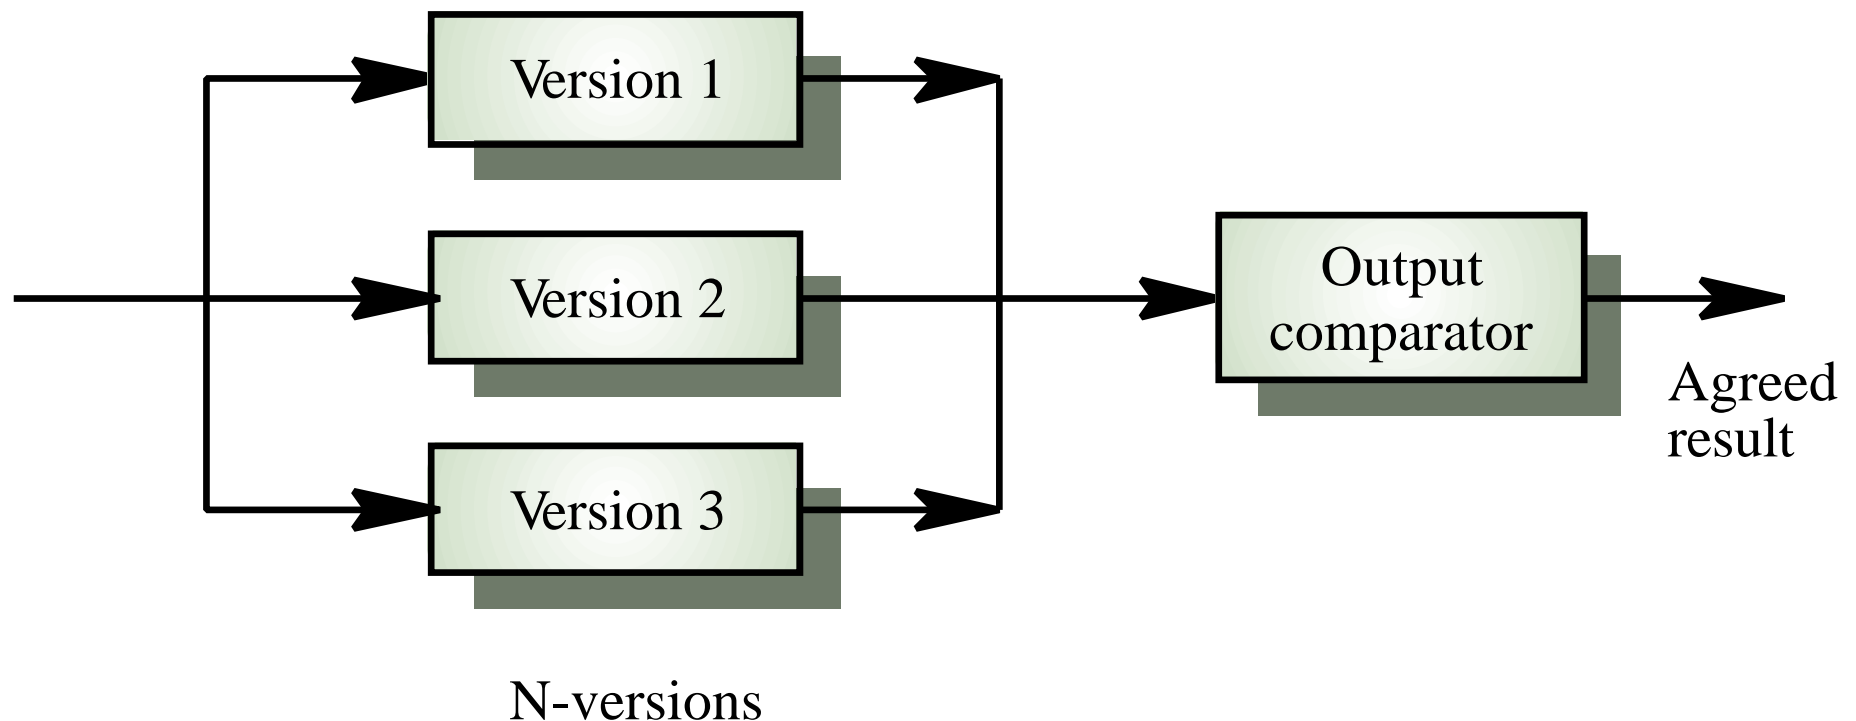 Version 1
Version 2
Version 3
Output
comparator
Agreed
result
N-versions